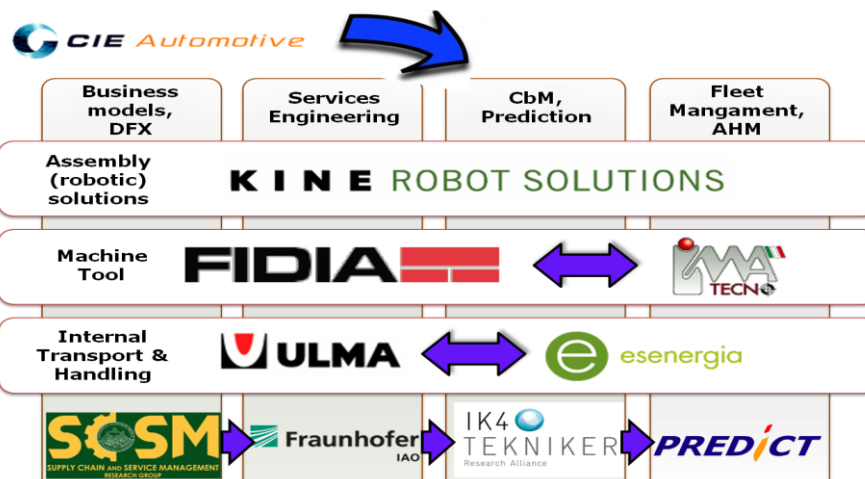 CIE Automotive
Business
models,
DFX
Services
Engineering
CbM,
Prediction
Fleet
Mangament,
AHM
Assembly
(robotic)
solutions
KINE ROBOT SOLUTIONS
Machine
Tool
FIDIA
IMA
TECNO
Internal
Transport &
Handling
ULMA
e
esenergia
SCSM
SUPPLY CHAIN AND SERVICE MANAGEMENT
RESEARCH GROUP
Fraunhofer
IAO
IK4
TEKNIKER
Research Alliance
PREDICT